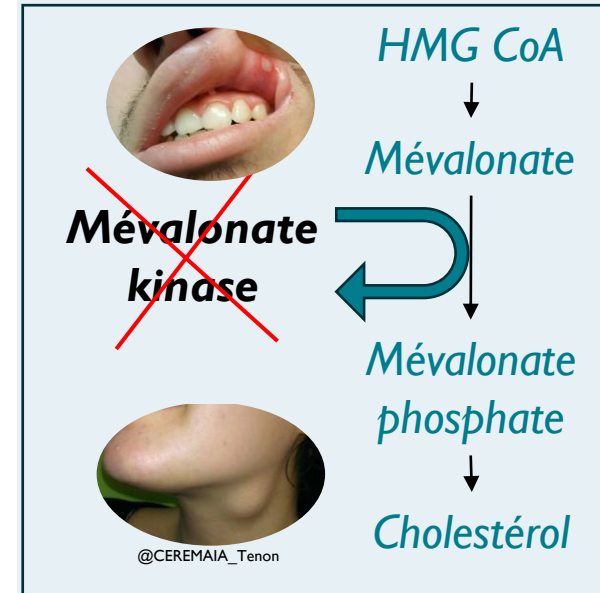 HMG CoA
Mévalonate
Mévalonate
kinase
Mévalonate
phosphate
Cholestérol
@CEREMAIA_Tenon